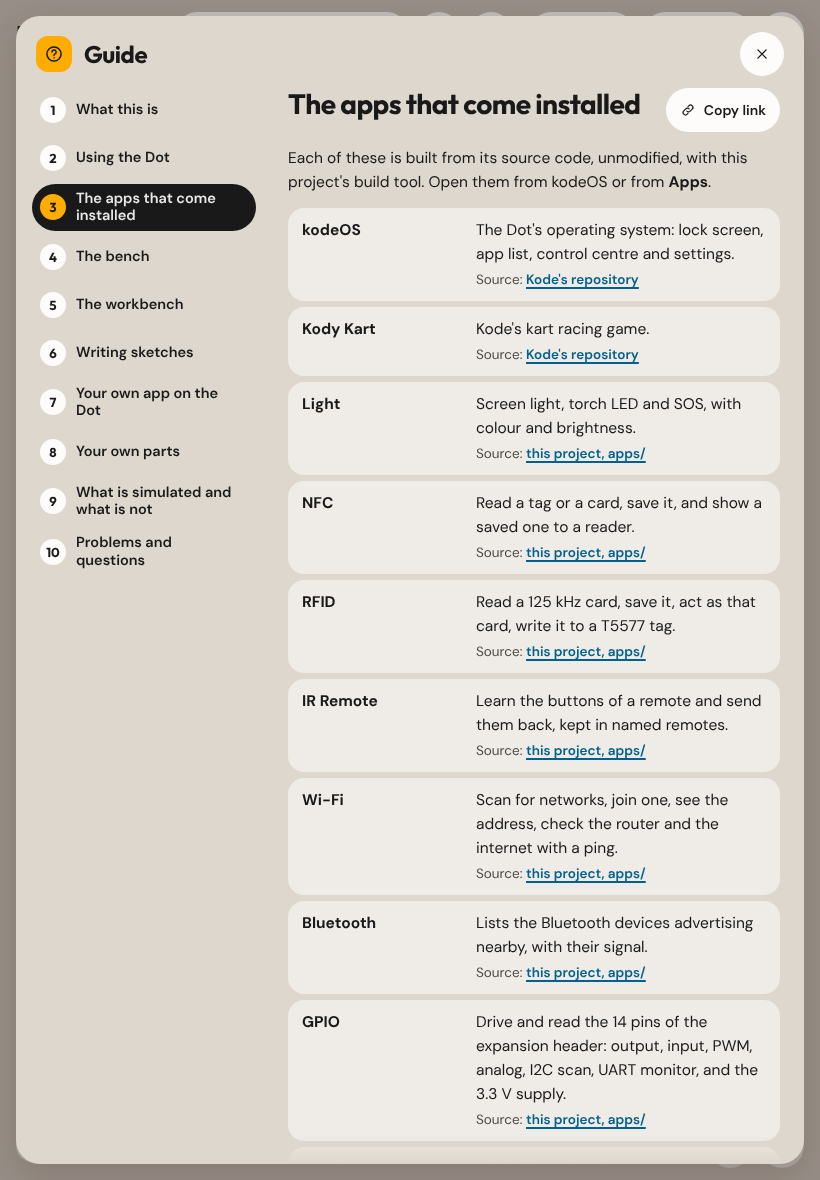 Guide
1
What this is
2
Using the Dot
3
The apps that come
installed
4
The bench
5
The workbench
6
Writing sketches
7
Your own app on the
Dot
8
Your own parts
9
What is simulated and
what is not
10
Problems and
questions
The apps that come installed
Copy link
Each of these is built from its source code, unmodified, with this
project's build tool. Open them from kodeOS or from Apps.
kodeOS
The Dot's operating system: lock screen,
app list, control centre and settings.
Source: Kode's repository
Kody Kart
Kode's kart racing game.
Source: Kode's repository
Light
Screen light, torch LED and SOS, with
colour and brightness.
Source: this project, apps/
NFC
Read a tag or a card, save it, and show a
saved one to a reader.
Source: this project, apps/
RFID
Read a 125 kHz card, save it, act as that
card, write it to a T5577 tag.
Source: this project, apps/
IR Remote
Learn the buttons of a remote and send
them back, kept in named remotes.
Source: this project, apps/
Wi-Fi
Scan for networks, join one, see the
address, check the router and the
internet with a ping.
Source: this project, apps/
Bluetooth
Lists the Bluetooth devices advertising
nearby, with their signal.
Source: this project, apps/
GPIO
Drive and read the 14 pins of the
expansion header: output, input, PWM,
analog, I2C scan, UART monitor, and the
3.3 V supply.
Source: this project, apps/